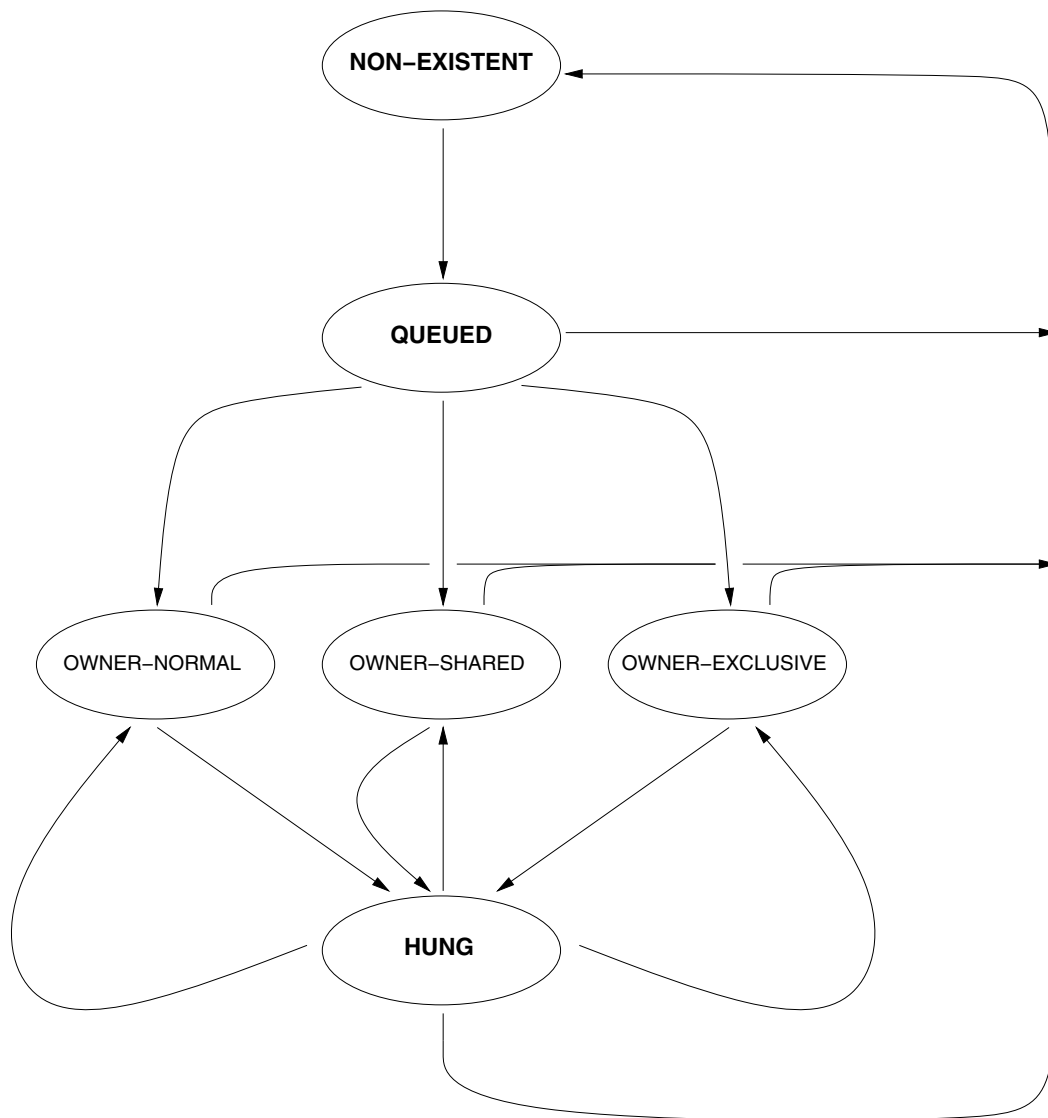 NON−EXISTENT
QUEUED
OWNER−NORMAL
OWNER−SHARED
OWNER−EXCLUSIVE
HUNG